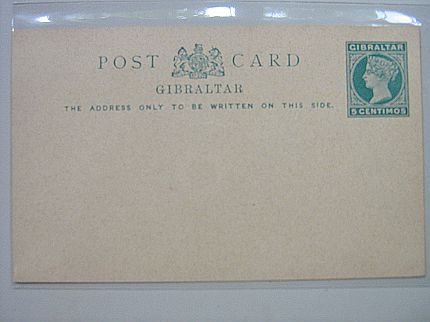 POST CARD
GIBRALTAR
THE ADDRESS ONLY TO BE WRITTEN ON THIS SIDE.
GIBRALTAR
5 CENTIMOS